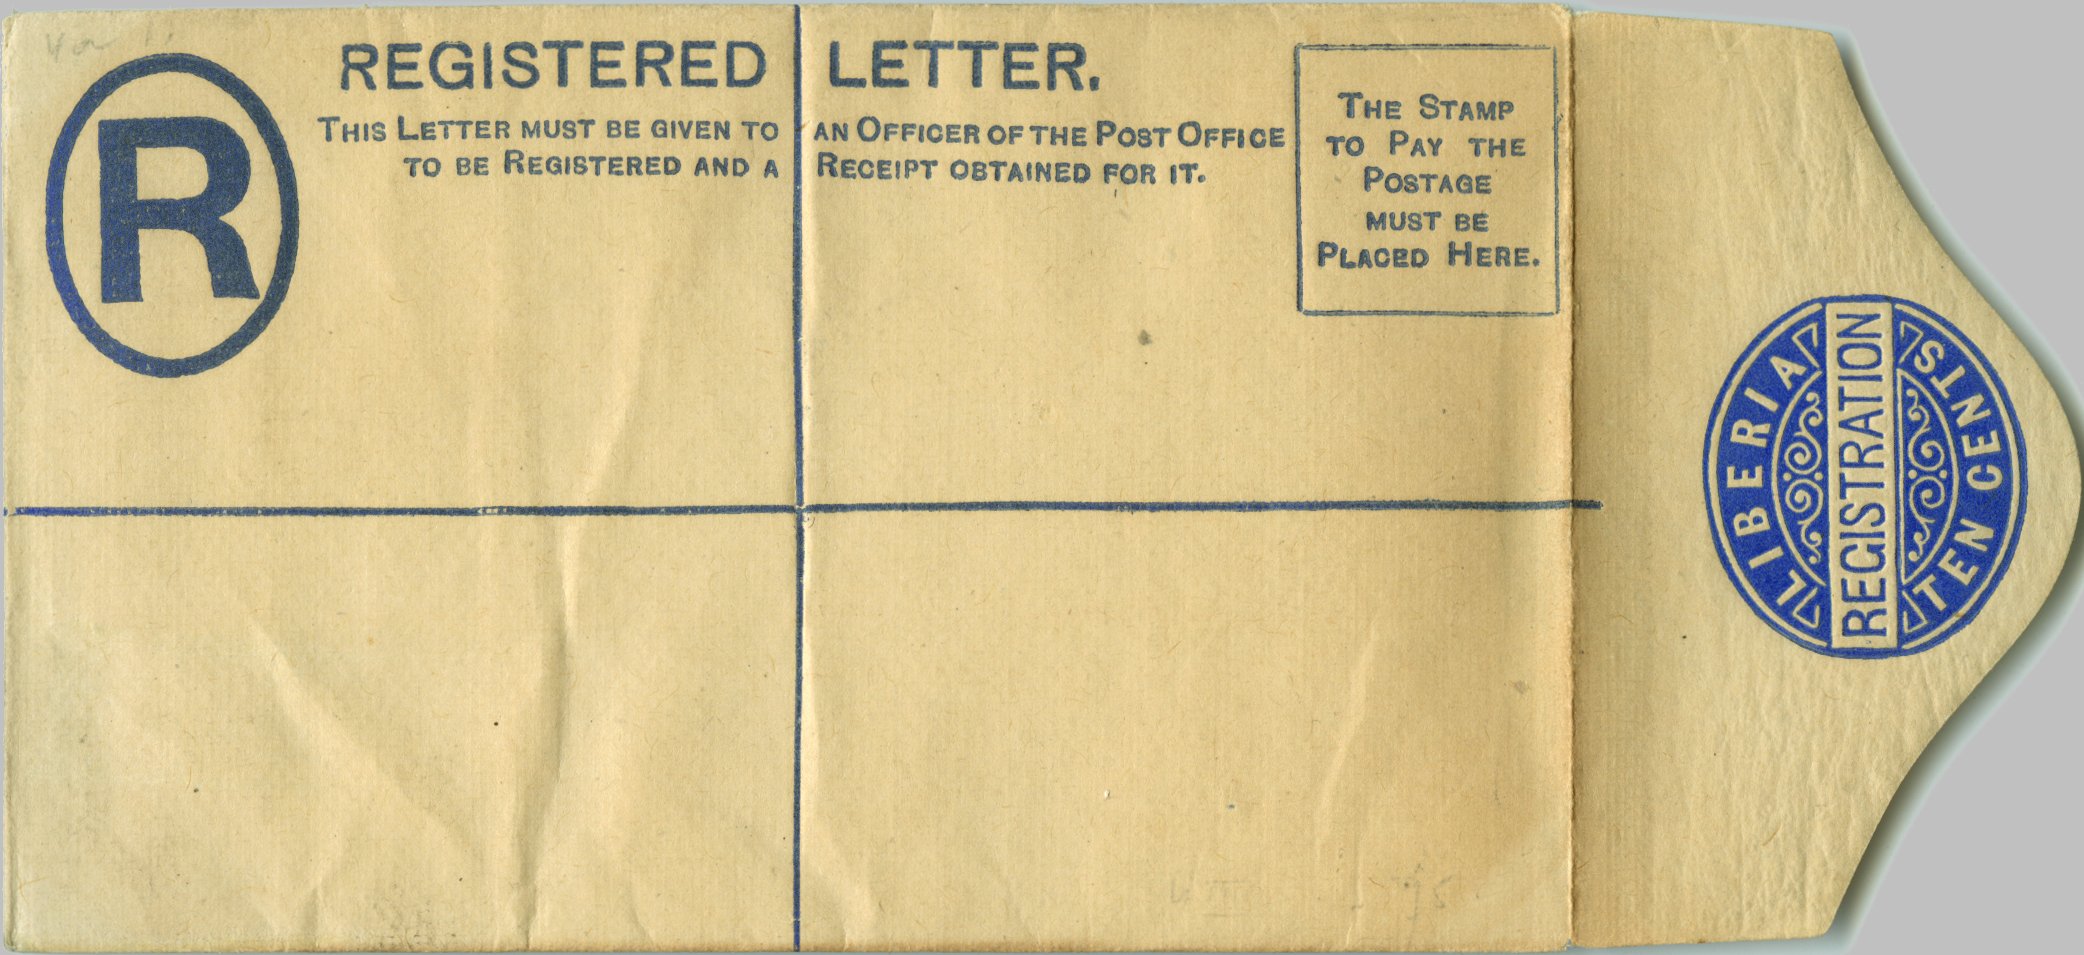 R
REGISTERED LETTER.
THIS LETTER MUST BE GIVEN TO AN OFFICER OF THE POST OFFICE
TO BE REGISTERED AND A RECEIPT OBTAINED FOR IT.
THE STAMP
TO PAY THE
POSTAGE
MUST BE
PLACED HERE.
LIBERIA
REGISTRATION
TEN CENTS